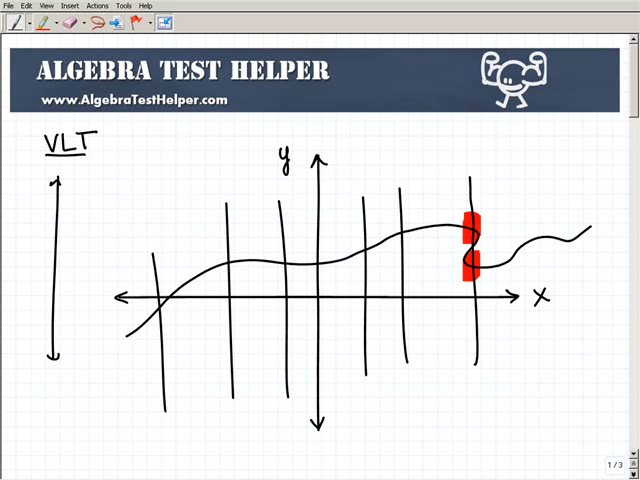 File Edit View Insert Actions Tools Help
ALGEBRA TEST HELPER
www.AlgebraTestHelper.com
VLT
y
x
1 / 3